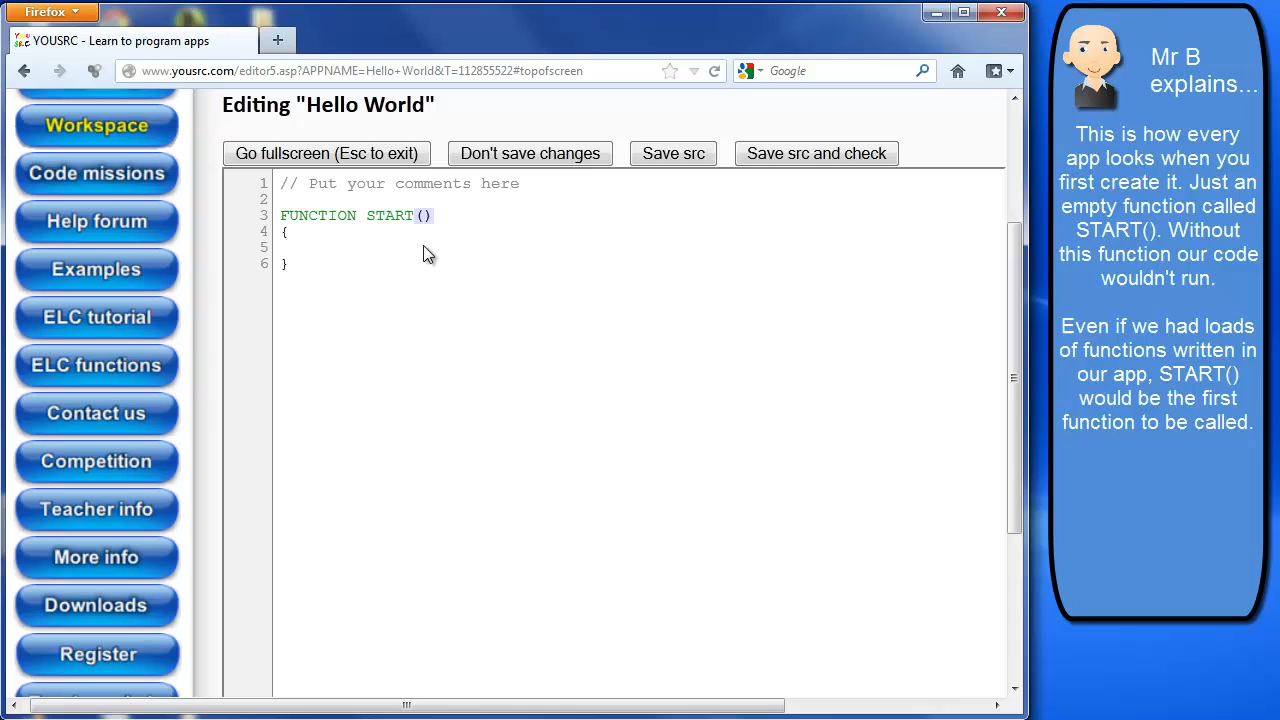 Firefox
YOUSRC - Learn to program apps
www.yousrc.com/editor5.asp?APPNAME=Hello+World&T=112855522#topofscreen
Google
Workspace
Code missions
Help forum
Examples
ELC tutorial
ELC functions
Contact us
Competition
Teacher info
More info
Downloads
Register
Editing "Hello World"
Go fullscreen (Esc to exit)
Don't save changes
Save src
Save src and check
1 // Put your comments here
2
3 FUNCTION START()
4 {
5
6 }
Mr B
explains...
This is how every
app looks when you
first create it. Just an
empty function called
START(). Without
this function our code
wouldn't run.
Even if we had loads
of functions written in
our app, START()
would be the first
function to be called.